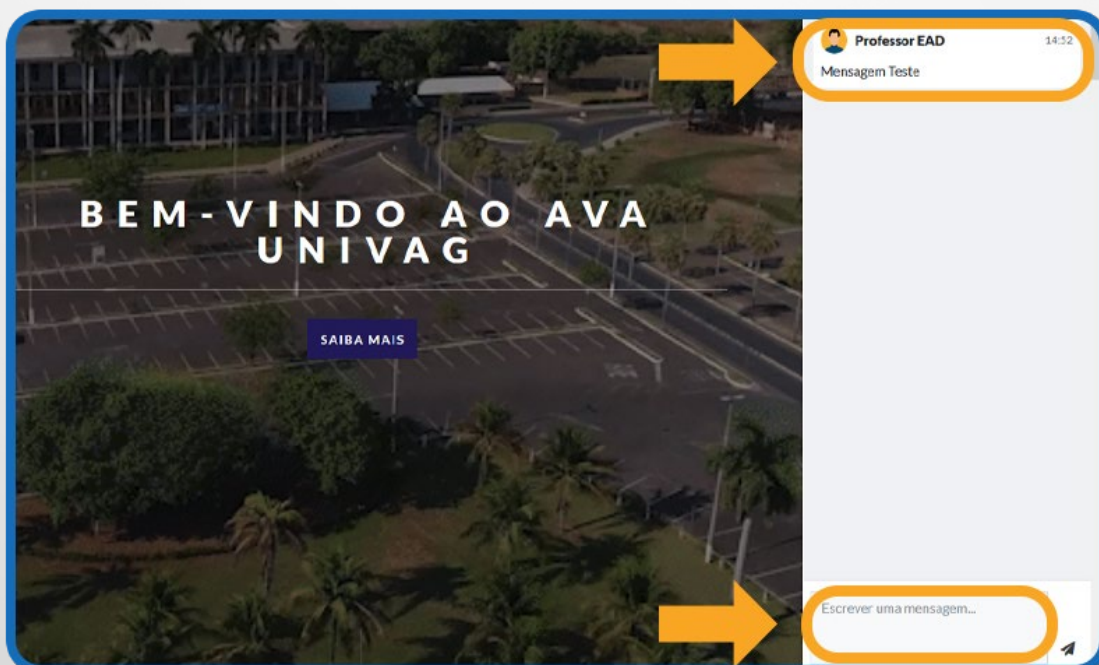 Professor EAD 14:52
Mensagem Teste
BEM-VINDO AO AVA
UNIVAG
SAIBA MAIS
Escrever uma mensagem...